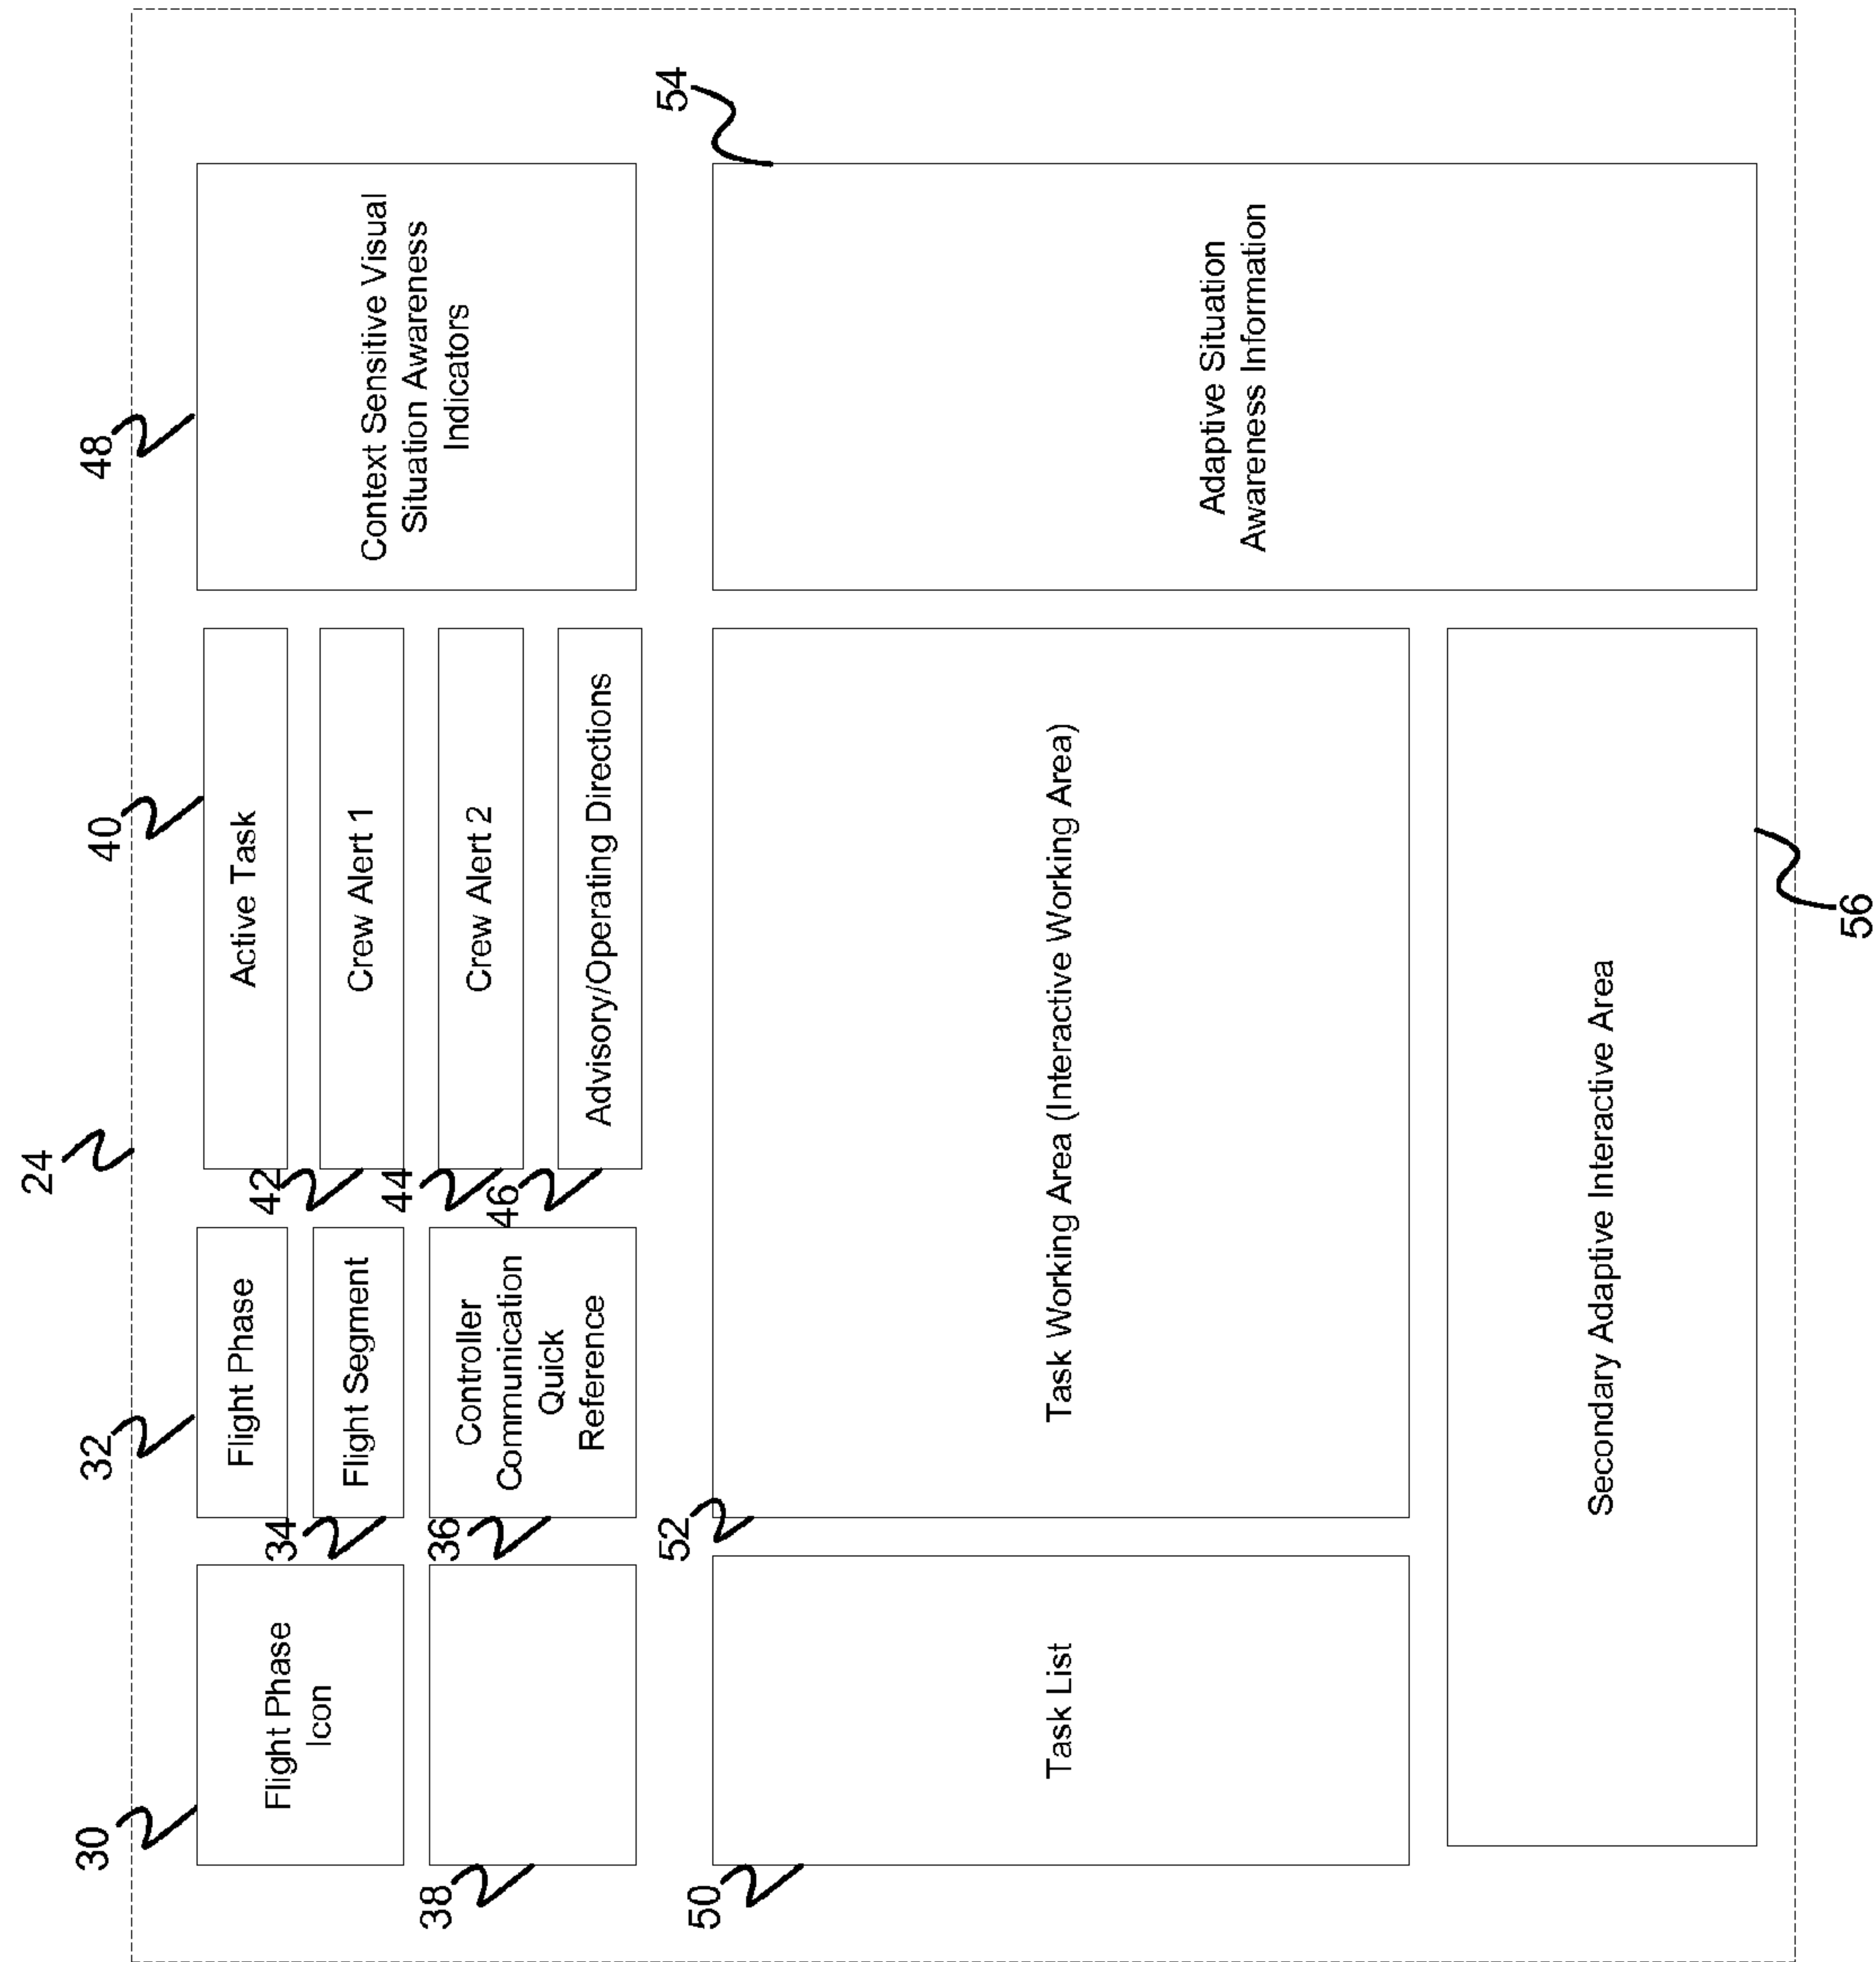 24
30
Flight Phase
Icon
32
Flight Phase
34
Flight Segment
36
Controller
Communication
Quick
Reference
38
40
Active Task
42
Crew Alert 1
44
Crew Alert 2
46
Advisory/Operating Directions
48
Context Sensitive Visual
Situation Awareness
Indicators
50
Task List
52
Task Working Area (Interactive Working Area)
54
Adaptive Situation
Awareness Information
Secondary Adaptive Interactive Area
56